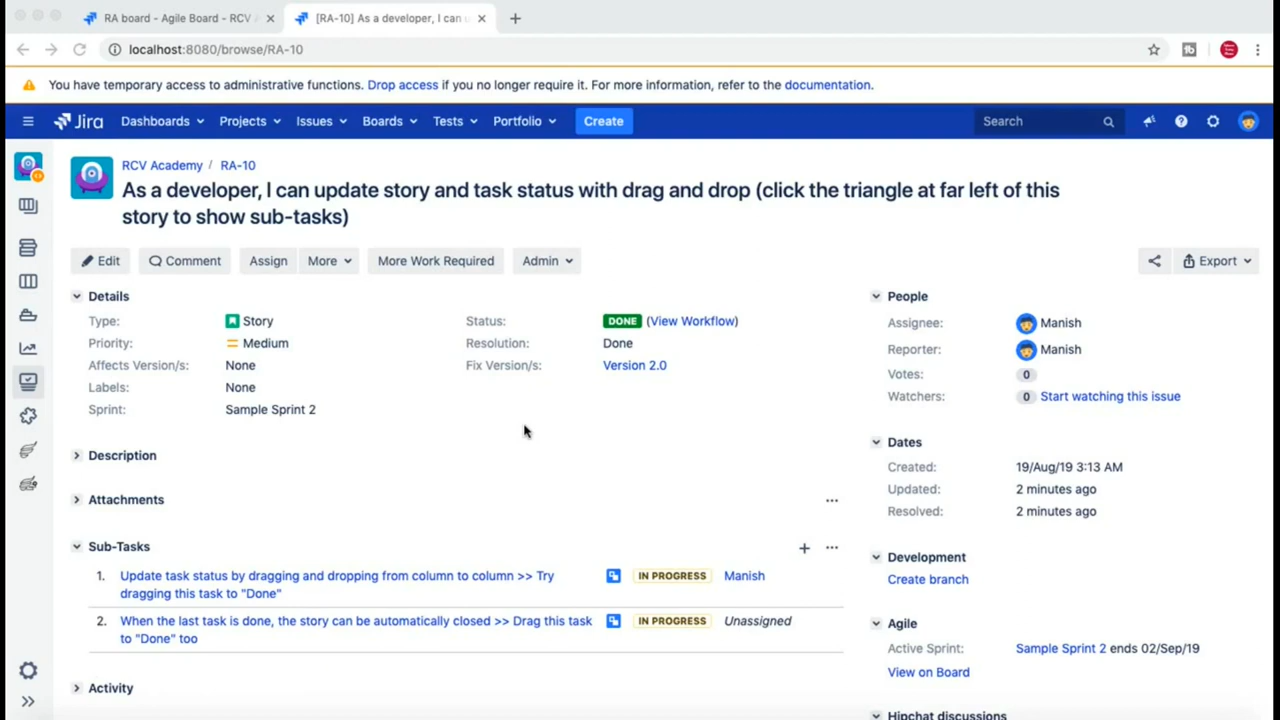 RA board - Agile Board - RCV A
[RA-10] As a developer, I can u
localhost:8080/browse/RA-10
You have temporary access to administrative functions. Drop access if you no longer require it. For more information, refer to the documentation.
Jira Dashboards Projects Issues Boards Tests Portfolio Create Search
RCV Academy / RA-10
As a developer, I can update story and task status with drag and drop (click the triangle at far left of this
story to show sub-tasks)
Edit Comment Assign More More Work Required Admin Export
Details
Type: Story Status: DONE (View Workflow)
Priority: Medium Resolution: Done
Affects Version/s: None Fix Version/s: Version 2.0
Labels: None
Sprint: Sample Sprint 2
Description
Attachments
Sub-Tasks
1. Update task status by dragging and dropping from column to column >> Try IN PROGRESS Manish
dragging this task to "Done"
2. When the last task is done, the story can be automatically closed >> Drag this task IN PROGRESS Unassigned
to "Done" too
Activity
People
Assignee: Manish
Reporter: Manish
Votes: 0
Watchers: 0 Start watching this issue
Dates
Created: 19/Aug/19 3:13 AM
Updated: 2 minutes ago
Resolved: 2 minutes ago
Development
Create branch
Agile
Active Sprint: Sample Sprint 2 ends 02/Sep/19
View on Board
Hipchat discussions